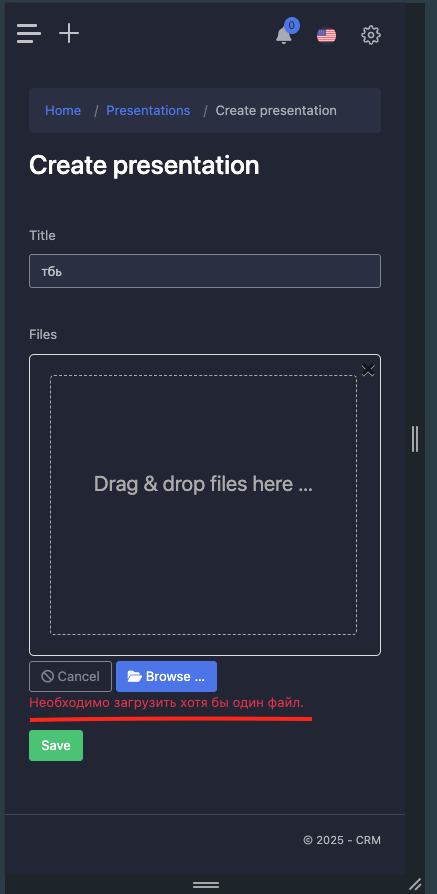 0
Home / Presentations / Create presentation
Create presentation
Title
тбь
Files
Drag & drop files here ...
Cancel
Browse ...
Необходимо загрузить хотя бы один файл.
Save
© 2025 - CRM